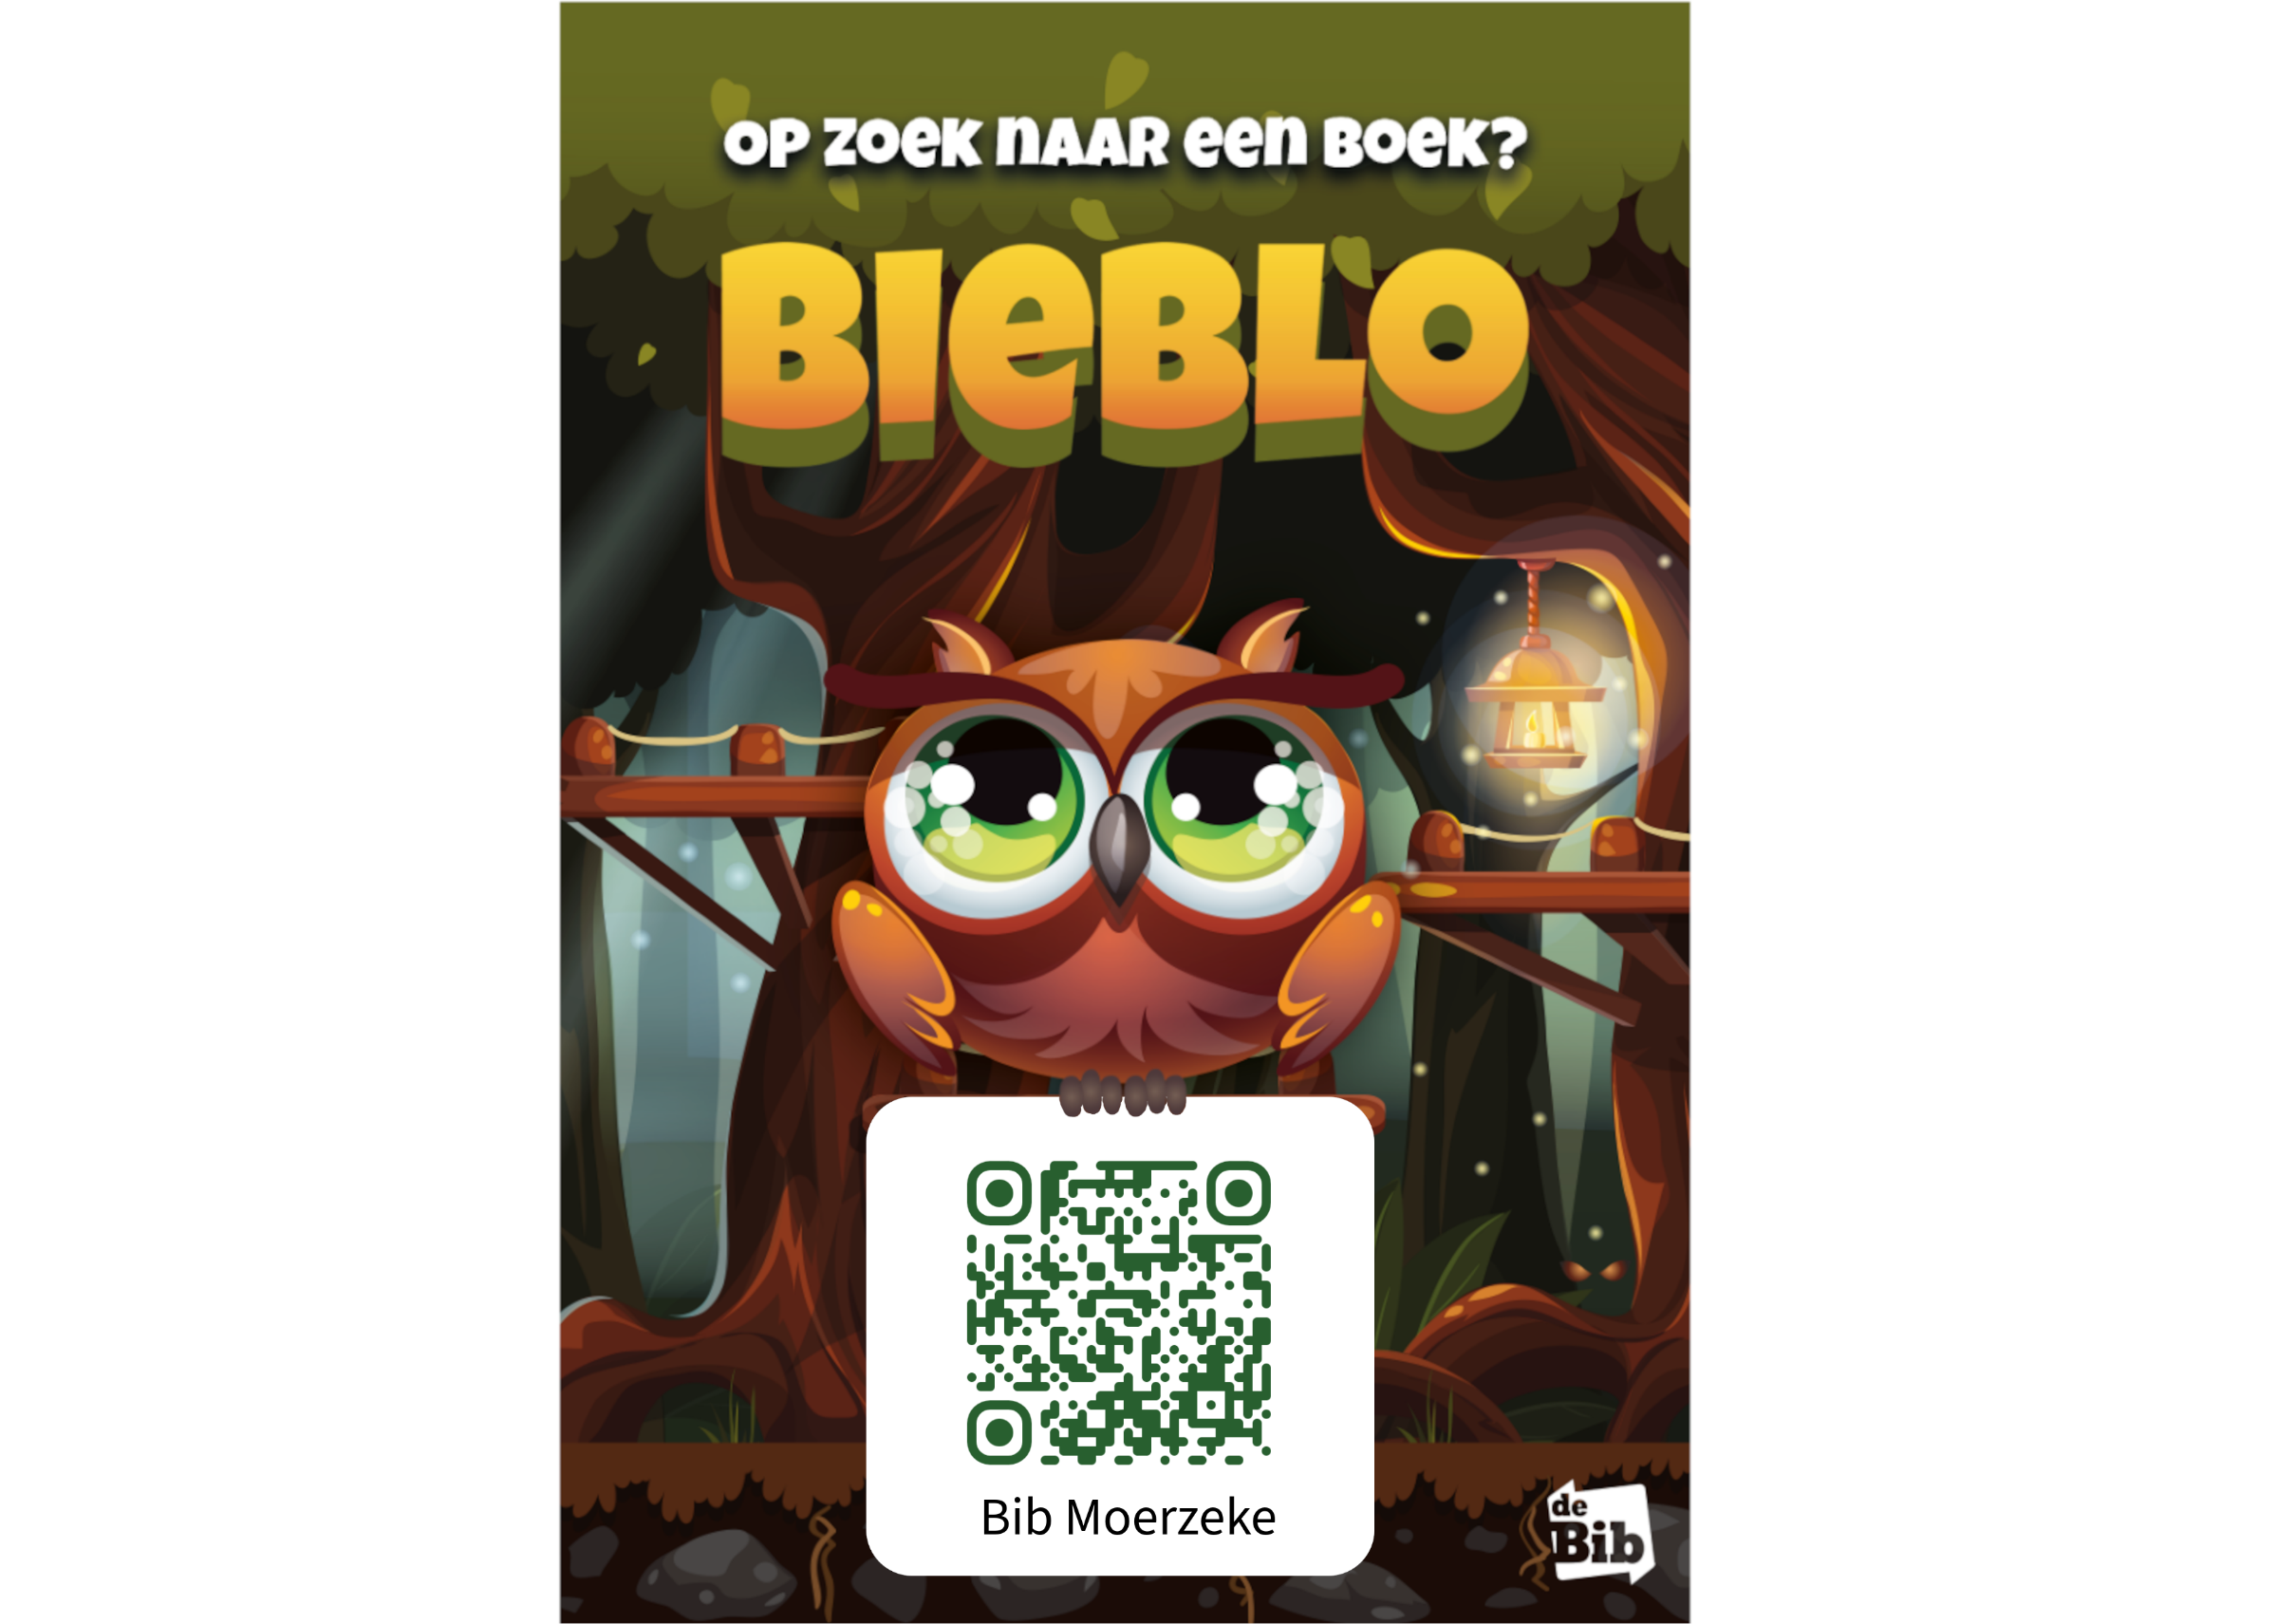 OP ZOEK NAAR EEN BOEK?
BIEBLO
Bib Moerzeke
de
Bib